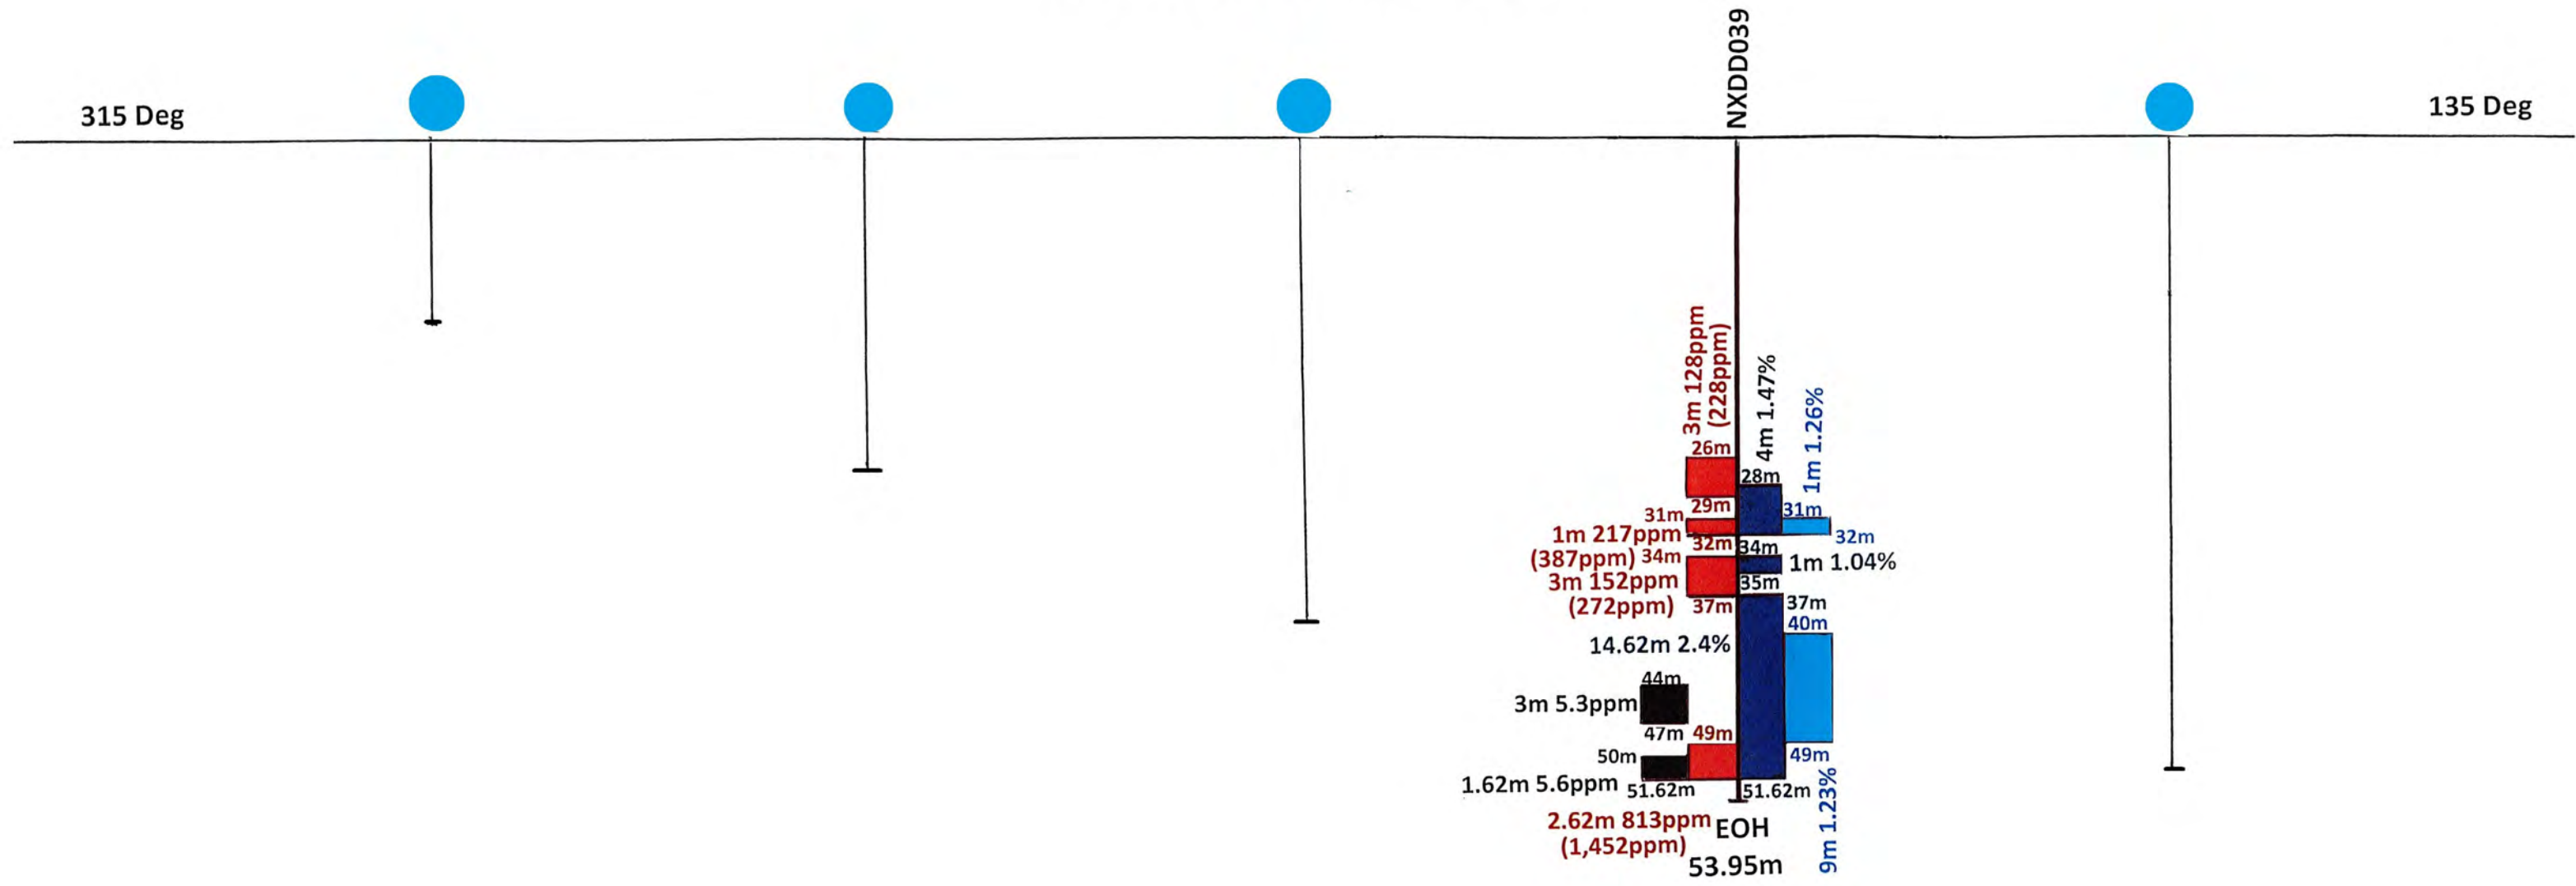 NXDD039
315 Deg
135 Deg
3m 128ppm
(228ppm)
4m 1.47%
1m 1.26%
26m
28m
29m
31m
31m
1m 217ppm
32m
32m
34m
(387ppm)
34m
1m 1.04%
3m 152ppm
35m
(272ppm)
37m
37m
40m
14.62m 2.4%
44m
3m 5.3ppm
47m
49m
50m
49m
1.62m 5.6ppm
51.62m
51.62m
9m 1.23%
2.62m 813ppm
(1,452ppm)
EOH
53.95m